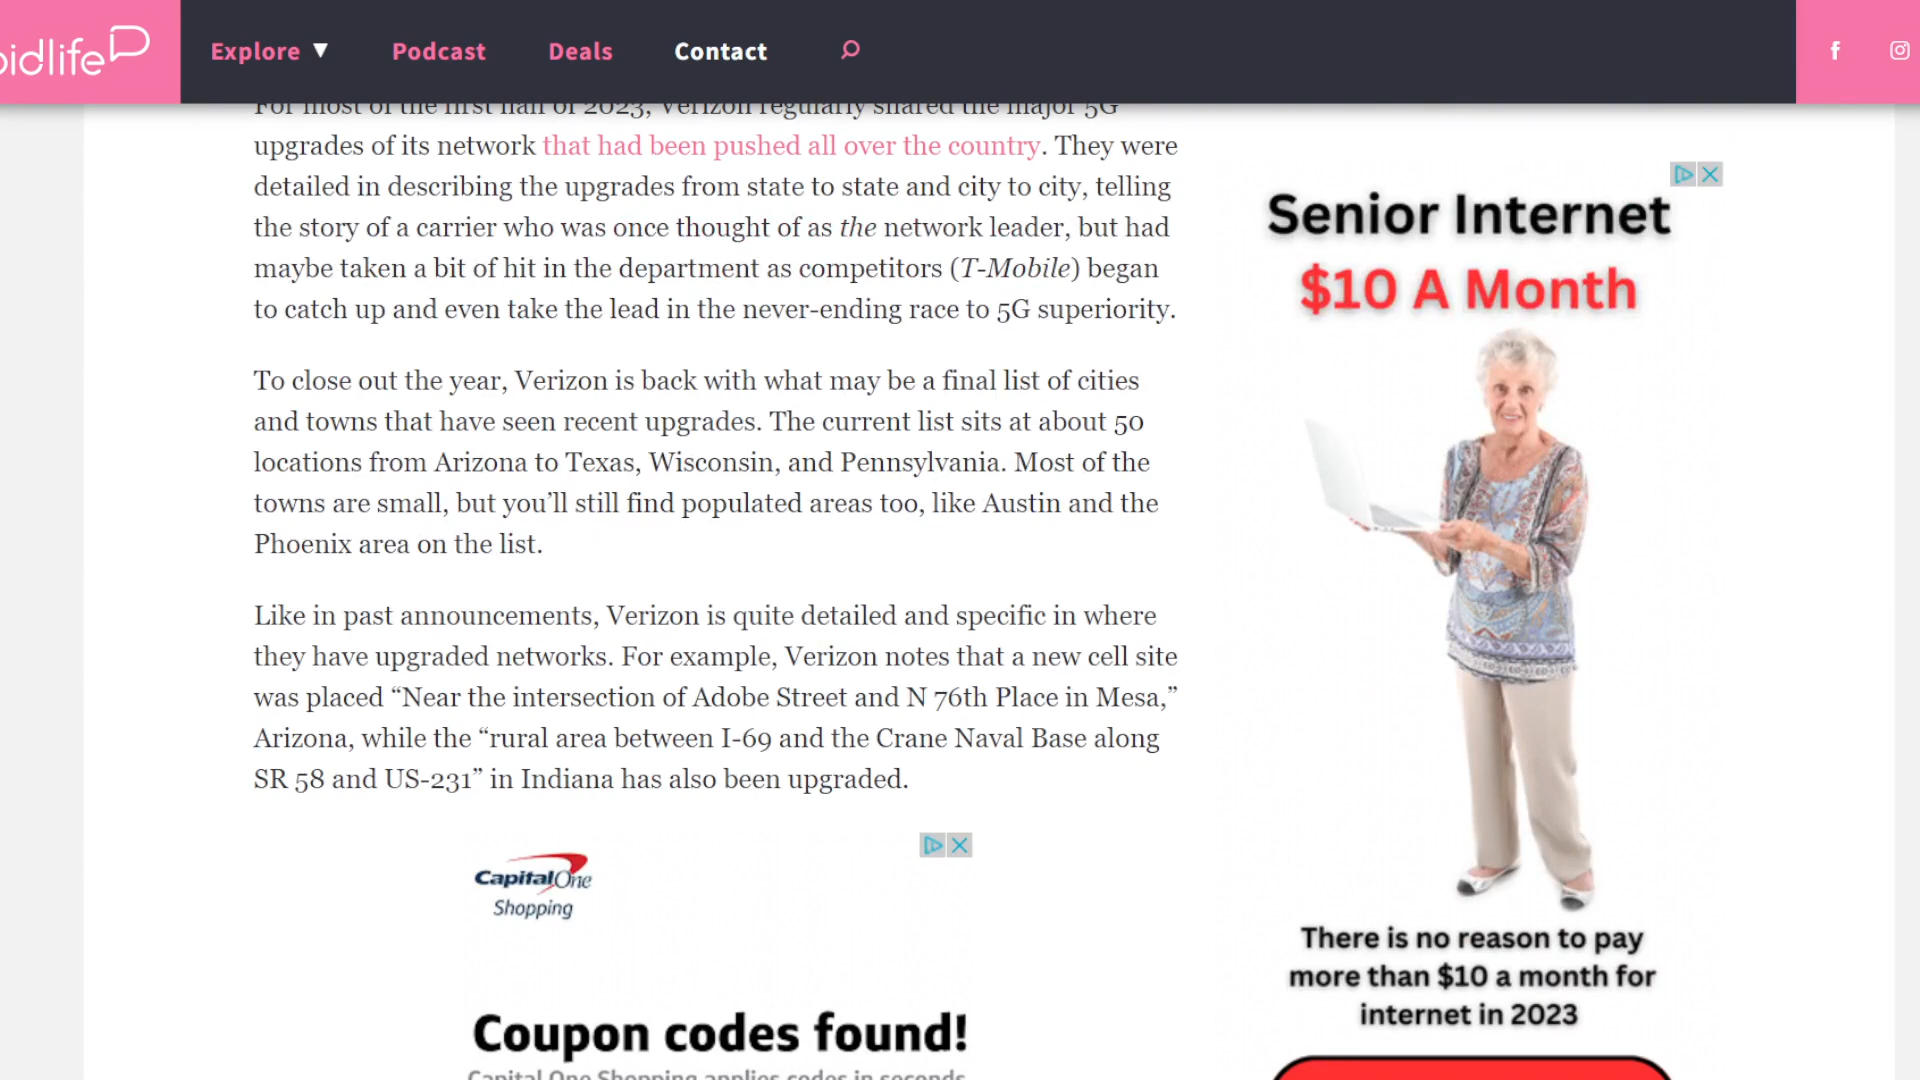 oidlife
Explore ▼ Podcast Deals Contact
For most of the first half of 2023, Verizon regularly shared the major 5G
upgrades of its network that had been pushed all over the country. They were
detailed in describing the upgrades from state to state and city to city, telling
the story of a carrier who was once thought of as the network leader, but had
maybe taken a bit of hit in the department as competitors (T-Mobile) began
to catch up and even take the lead in the never-ending race to 5G superiority.
To close out the year, Verizon is back with what may be a final list of cities
and towns that have seen recent upgrades. The current list sits at about 50
locations from Arizona to Texas, Wisconsin, and Pennsylvania. Most of the
towns are small, but you’ll still find populated areas too, like Austin and the
Phoenix area on the list.
Like in past announcements, Verizon is quite detailed and specific in where
they have upgraded networks. For example, Verizon notes that a new cell site
was placed “Near the intersection of Adobe Street and N 76th Place in Mesa,”
Arizona, while the “rural area between I-69 and the Crane Naval Base along
SR 58 and US-231” in Indiana has also been upgraded.
CapitalOne
Shopping
Coupon codes found!
Capital One Shopping applies codes in seconds
Senior Internet
$10 A Month
There is no reason to pay
more than $10 a month for
internet in 2023